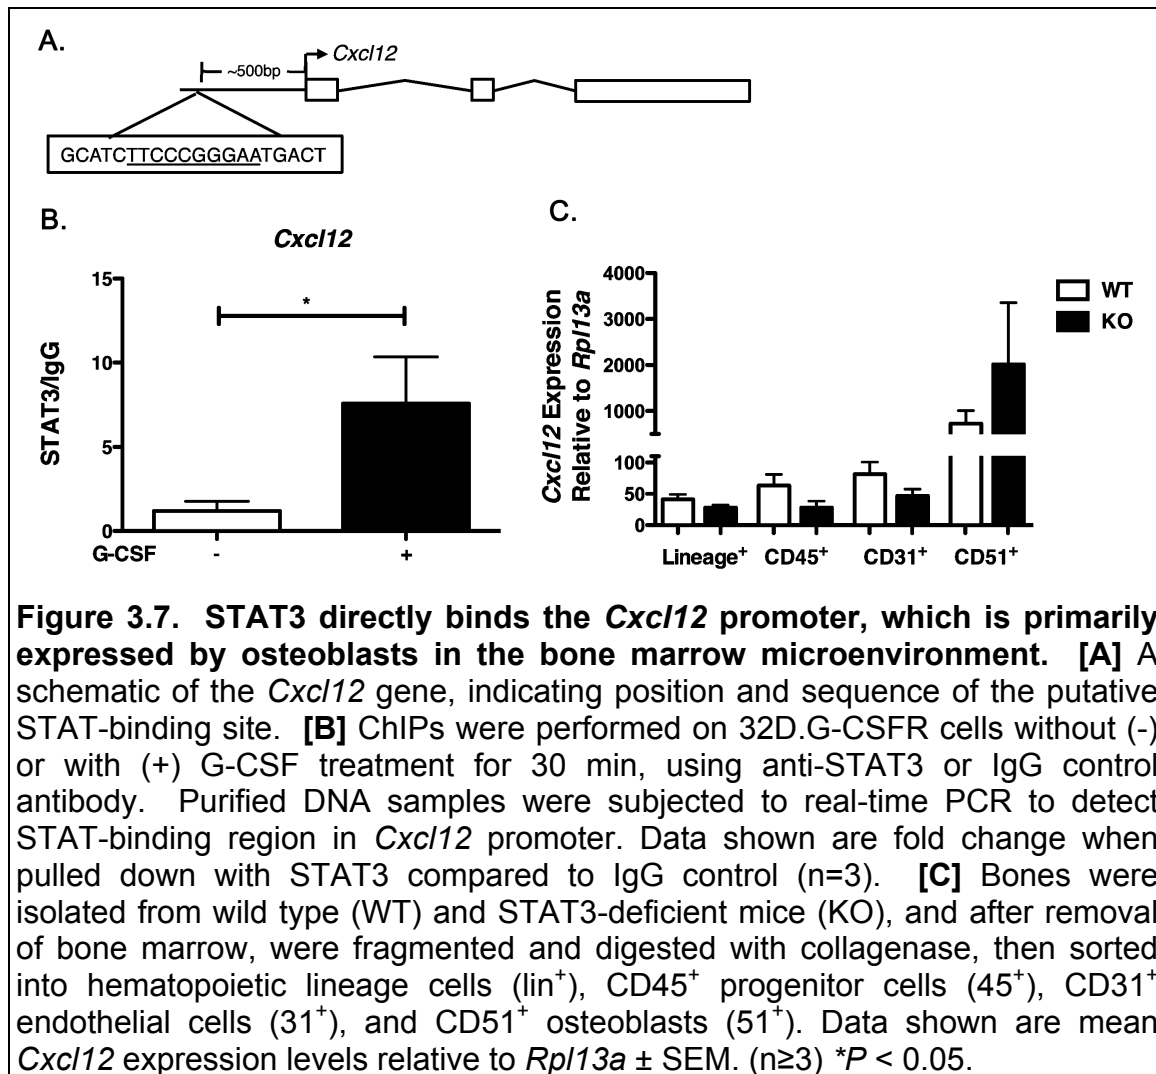 A.
Cxcl12
~500bp
GCATCTTCCCGGGAATGACT
B.
Cxcl12
15
10
5
0
STAT3/IgG
*
G-CSF - +
C.
Cxcl12 Expression
Relative to Rpl13a
4000
3000
2000
1000
100
50
0
Lineage⁺ CD45⁺ CD31⁺ CD51⁺
WT
KO
Figure 3.7. STAT3 directly binds the Cxcl12 promoter, which is primarily
expressed by osteoblasts in the bone marrow microenvironment. [A] A
schematic of the Cxcl12 gene, indicating position and sequence of the putative
STAT-binding site. [B] ChIPs were performed on 32D.G-CSFR cells without (-)
or with (+) G-CSF treatment for 30 min, using anti-STAT3 or IgG control
antibody. Purified DNA samples were subjected to real-time PCR to detect
STAT-binding region in Cxcl12 promoter. Data shown are fold change when
pulled down with STAT3 compared to IgG control (n=3). [C] Bones were
isolated from wild type (WT) and STAT3-deficient mice (KO), and after removal
of bone marrow, were fragmented and digested with collagenase, then sorted
into hematopoietic lineage cells (lin⁺), CD45⁺ progenitor cells (45⁺), CD31⁺
endothelial cells (31⁺), and CD51⁺ osteoblasts (51⁺). Data shown are mean
Cxcl12 expression levels relative to Rpl13a ± SEM. (n≥3) *P < 0.05.